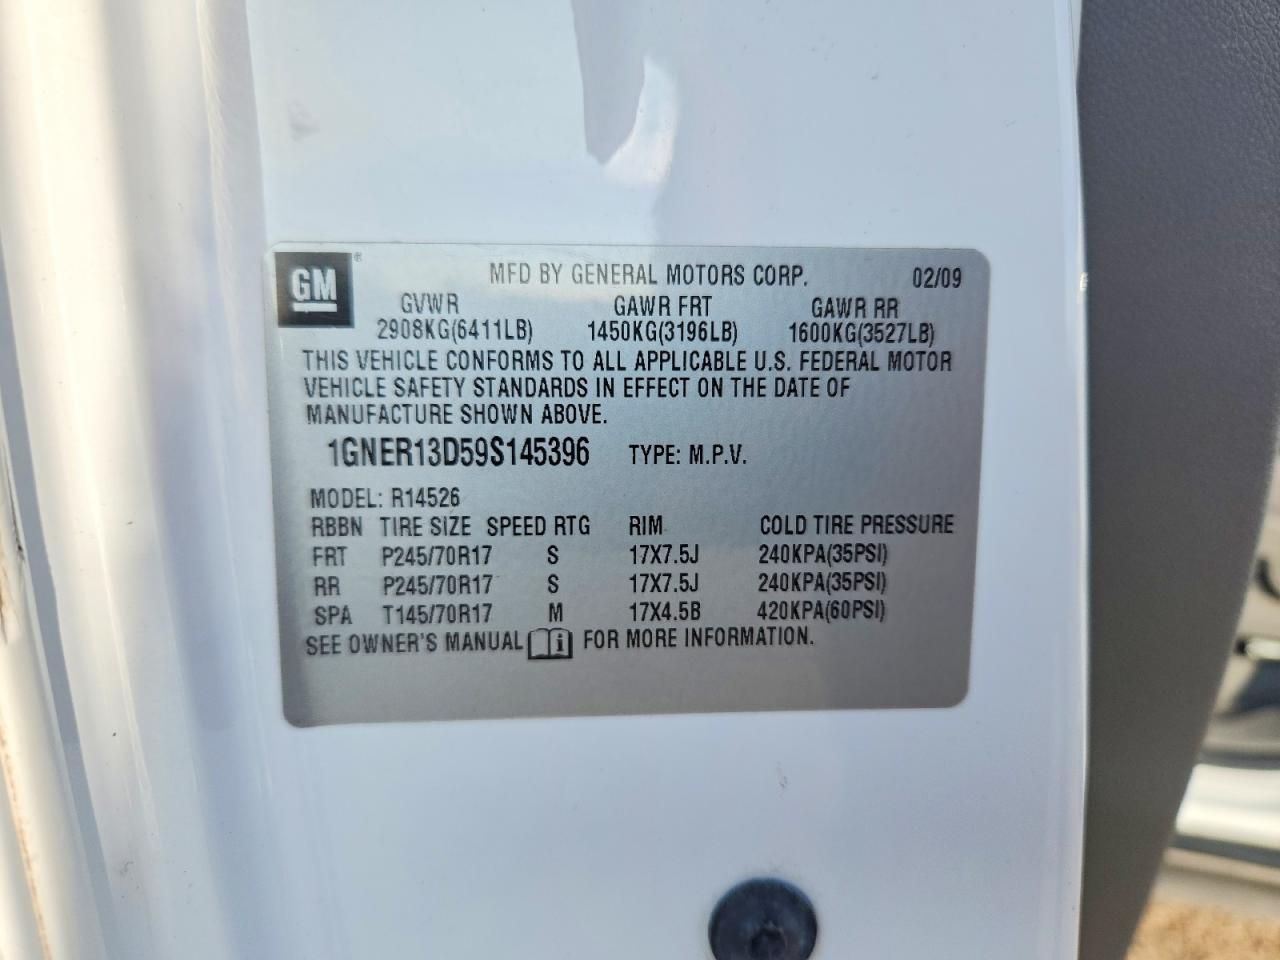 GM® MFD BY GENERAL MOTORS CORP. 02/09
GVWR GAWR FRT GAWR RR
2908KG(6411LB) 1450KG(3196LB) 1600KG(3527LB)
THIS VEHICLE CONFORMS TO ALL APPLICABLE U.S. FEDERAL MOTOR
VEHICLE SAFETY STANDARDS IN EFFECT ON THE DATE OF
MANUFACTURE SHOWN ABOVE.
1GNER13D59S145396 TYPE: M.P.V.
MODEL: R14526
RBBN TIRE SIZE SPEED RTG RIM COLD TIRE PRESSURE
FRT P245/70R17 S 17X7.5J 240KPA(35PSI)
RR P245/70R17 S 17X7.5J 240KPA(35PSI)
SPA T145/70R17 M 17X4.5B 420KPA(60PSI)
SEE OWNER'S MANUAL i FOR MORE INFORMATION.